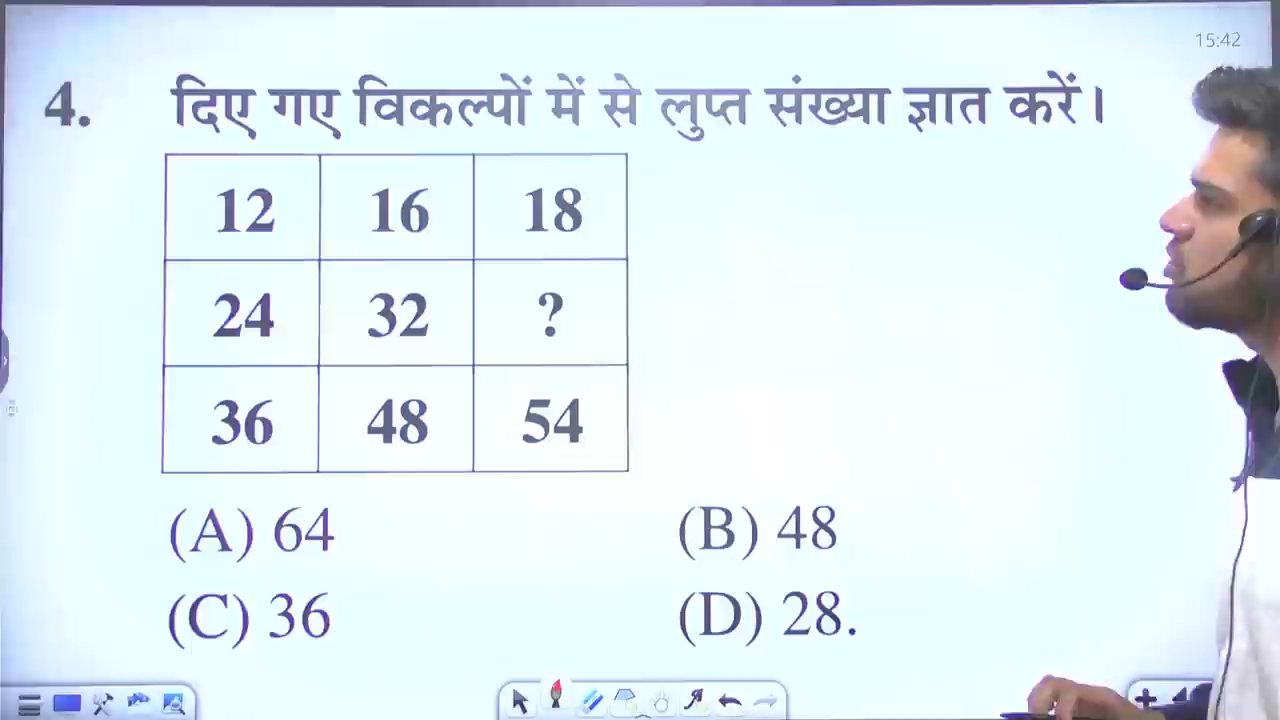 15:42
4. दिए गए विकल्पों में से लुप्त संख्या ज्ञात करें।
12 16 18
24 32 ?
36 48 54
(A) 64 (B) 48
(C) 36 (D) 28.